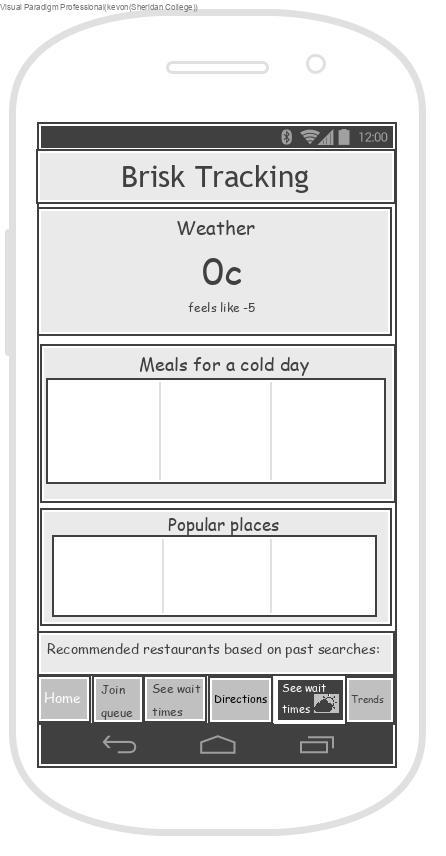 Visual Paradigm Professional(kevon(Sheridan College))
12:00
Brisk Tracking
Weather
0c
feels like -5
Meals for a cold day
Popular places
Recommended restaurants based on past searches:
Home
Join
queue
See wait
times
Directions
See wait
times
Trends